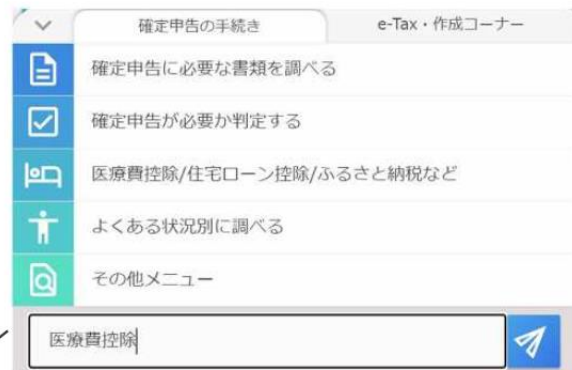 確定申告の手続き
e-Tax・作成コーナー
確定申告に必要な書類を調べる
確定申告が必要か判定する
医療費控除/住宅ローン控除/ふるさと納税など
よくある状況別に調べる
その他メニュー
医療費控除